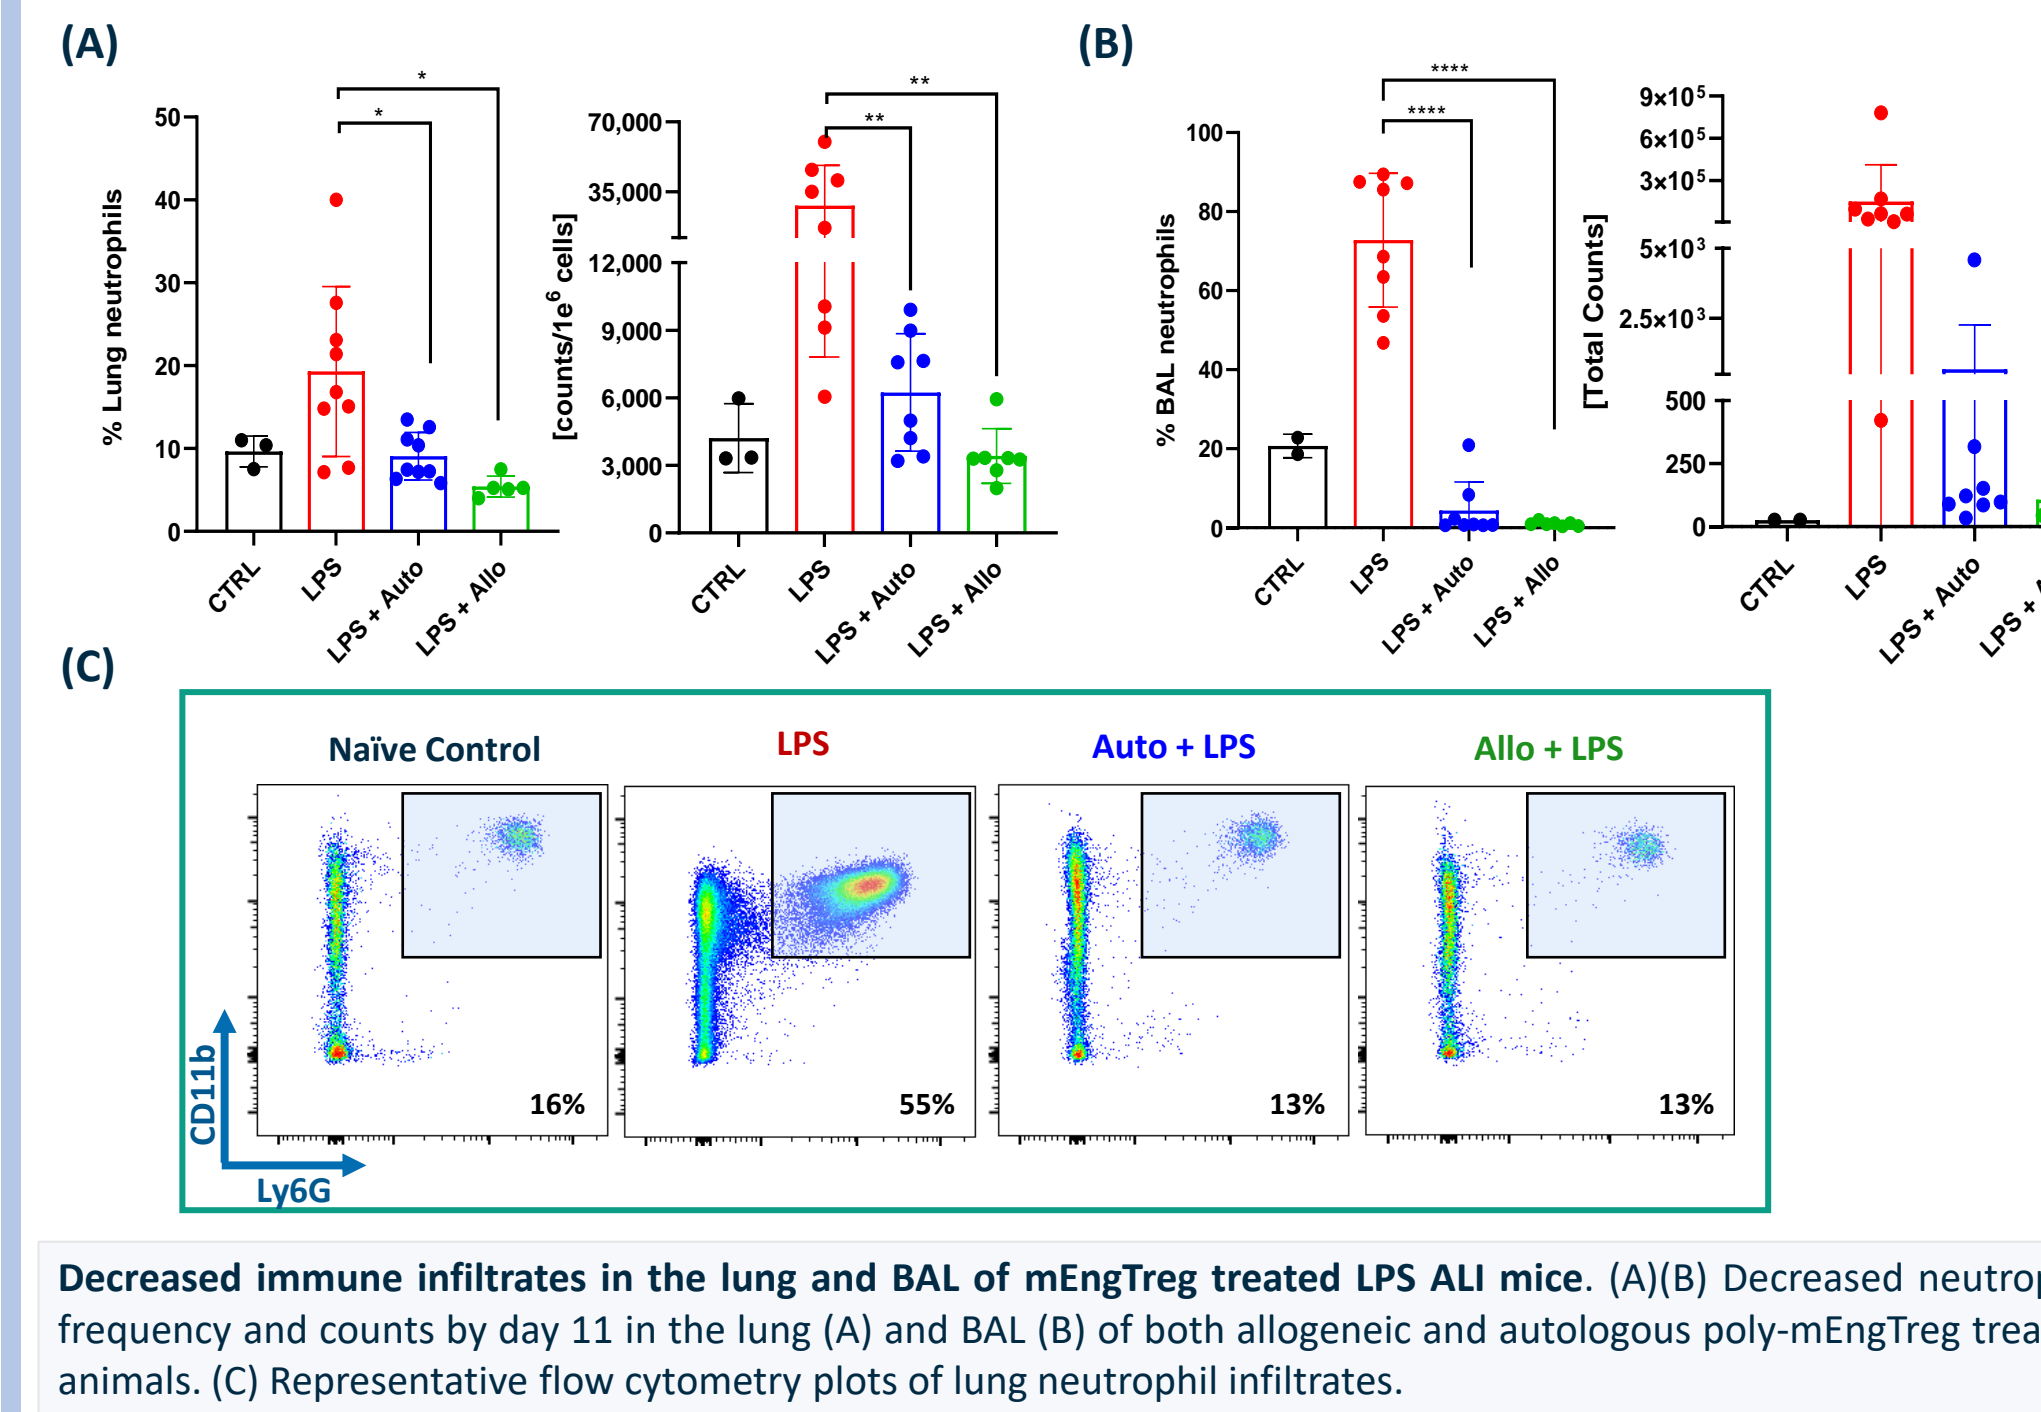 (A)
(B)
% Lung neutrophils
50
40
30
20
10
0
*
*
CTRL
LPS
LPS + Auto
LPS + Allo
[counts/1e⁶ cells]
70,000
35,000
12,000
9,000
6,000
3,000
0
**
**
CTRL
LPS
LPS + Auto
LPS + Allo
% BAL neutrophils
100
80
60
40
20
0
****
****
CTRL
LPS
LPS + Auto
LPS + Allo
[Total Counts]
9×10⁵
6×10⁵
3×10⁵
5×10³
2.5×10³
500
250
0
CTRL
LPS
LPS + Auto
LPS +
(C)
Naïve Control
LPS
Auto + LPS
Allo + LPS
16%
55%
13%
13%
CD11b
Ly6G
Decreased immune infiltrates in the lung and BAL of mEngTreg treated LPS ALI mice. (A)(B) Decreased neutrop
frequency and counts by day 11 in the lung (A) and BAL (B) of both allogeneic and autologous poly-mEngTreg trea
animals. (C) Representative flow cytometry plots of lung neutrophil infiltrates.